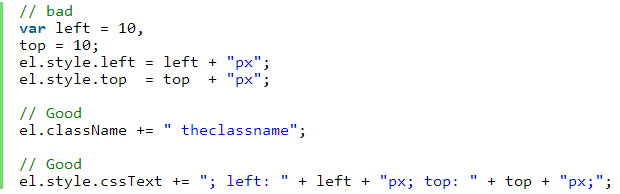 // bad
var left = 10,
top = 10;
el.style.left = left + "px";
el.style.top  = top  + "px";

// Good
el.className += " theclassname";

// Good
el.style.cssText += "; left: " + left + "px; top: " + top + "px;";